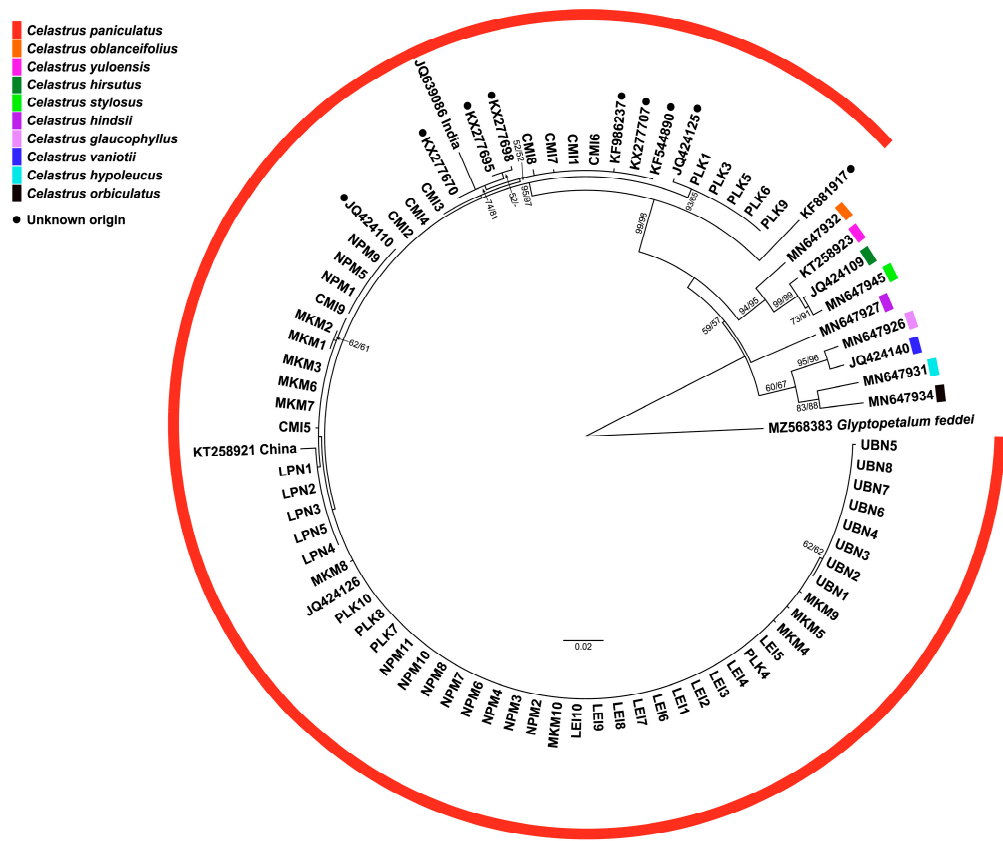 Celastrus paniculatus
Celastrus oblanceifolius
Celastrus yuloensis
Celastrus hirsutus
Celastrus stylosus
Celastrus hindsii
Celastrus glaucophyllus
Celastrus vaniotii
Celastrus hypoleucus
Celastrus orbiculatus
Unknown origin
JQ639086 India
KX277695
KX277698
52/52
CMI8
CMI7
CMI1
CMI6
KF986237
KX277707
KF544890
JQ424125
PLK1
PLK3
PLK5
PLK6
PLK9
KF881917
MN647932
KT258923
JQ424109
MN647945
MN647927
MN647926
JQ424140
MN647931
MN647934
MZ568383 Glyptopetalum feddei
UBN5
UBN8
UBN7
UBN6
UBN4
UBN3
UBN2
UBN1
MKM9
MKM5
MKM4
LEI5
PLK4
LEI4
LEI3
LEI2
LEI1
LEI6
LEI7
LEI8
LEI9
LEI10
MKM10
NPM2
NPM3
NPM4
NPM6
NPM7
NPM8
NPM10
NPM11
PLK7
PLK8
PLK10
JQ424126
MKM8
LPN4
LPN5
LPN3
LPN2
LPN1
KT258921 China
CMI5
MKM7
MKM6
MKM3
MKM1
MKM2
CMI9
NPM1
NPM5
NPM9
JQ424110
CMI2
CMI4
CMI3
KX277670
74/81
52/-
95/97
93/65
99/98
94/95
99/99
73/91
59/57
95/96
60/67
83/88
62/61
62/62
0.02